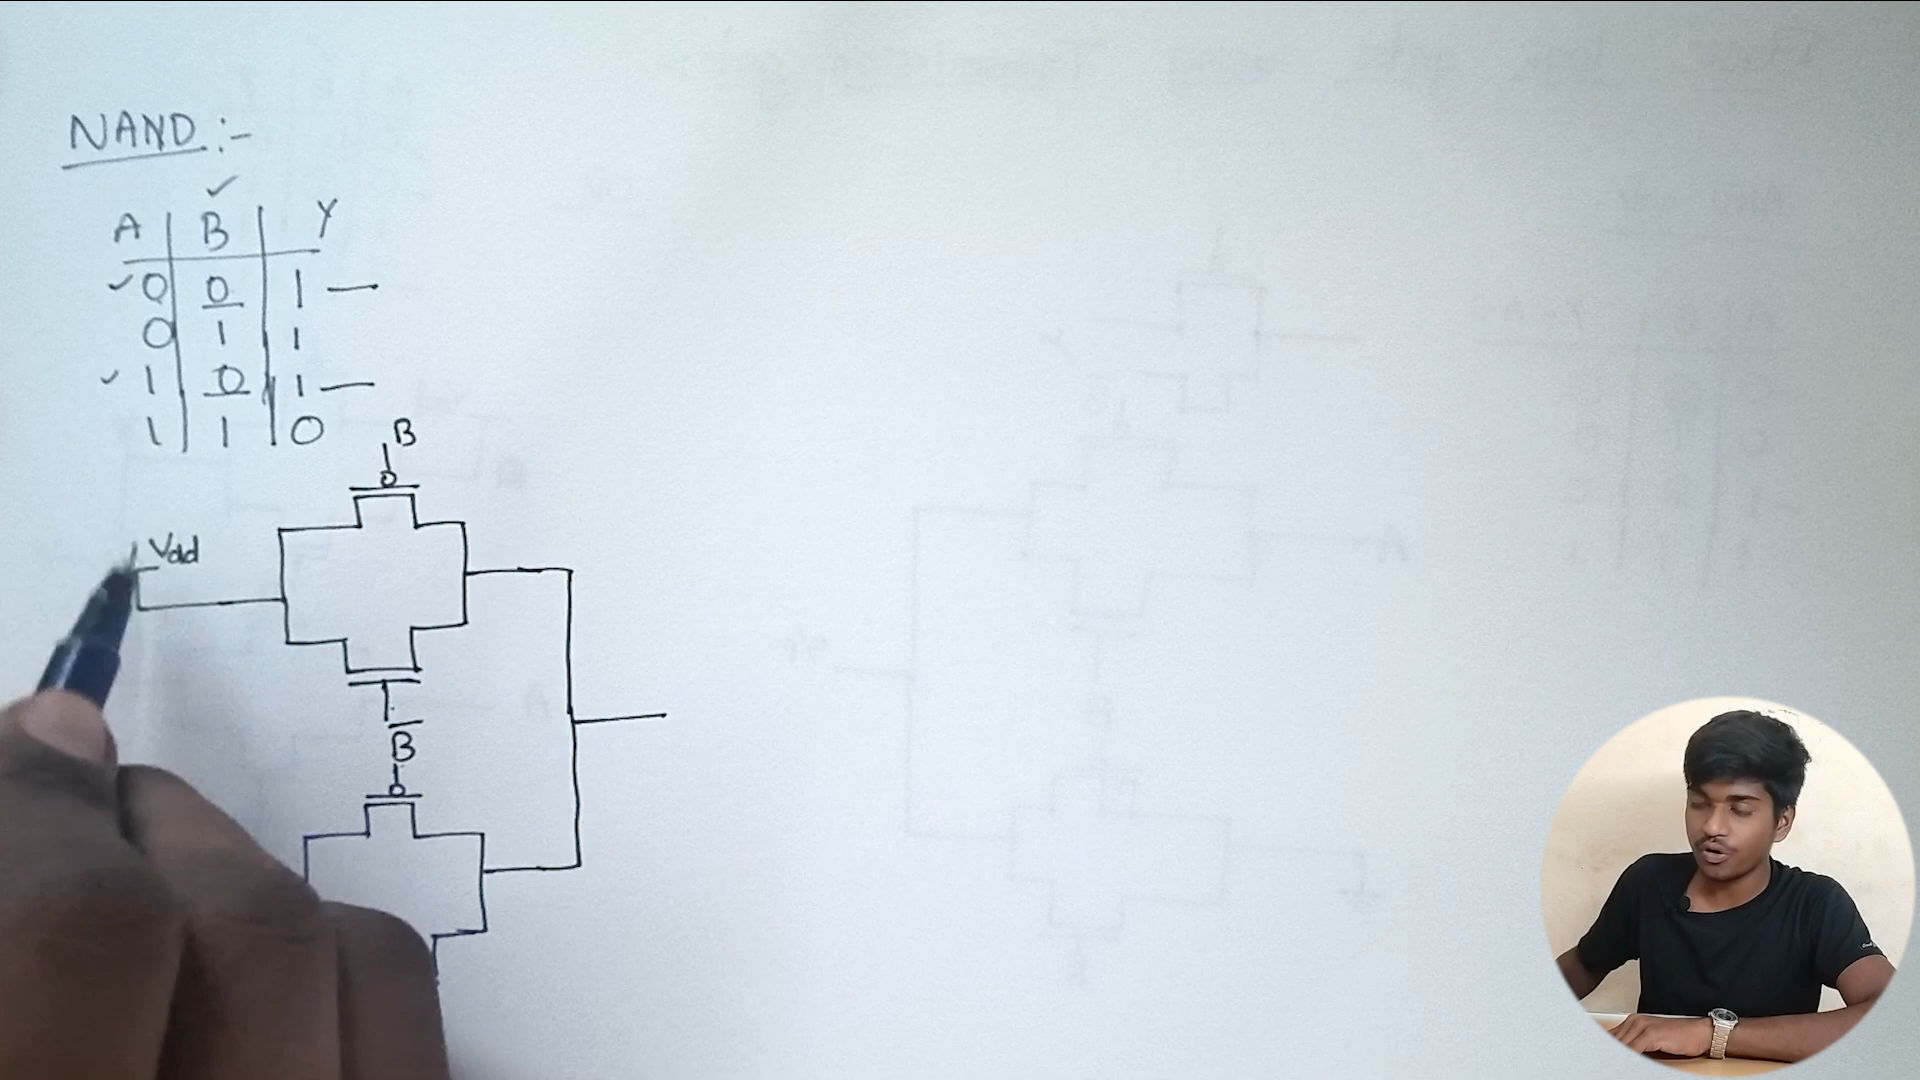 NAND :-
A | B | Y
0 | 0 | 1 —
0 | 1 | 1
1 | 0 | 1 —
1 | 1 | 0
B
Vdd
B̅